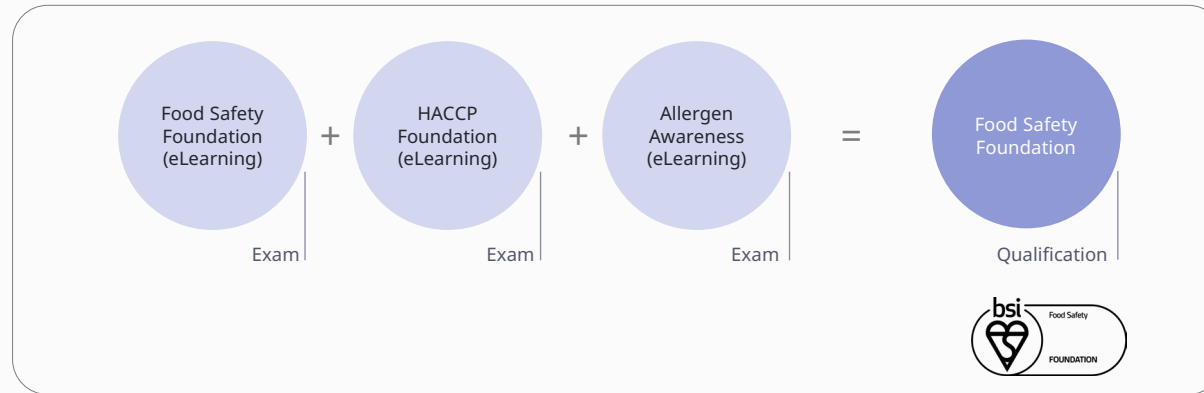 Food Safety
Foundation
(eLearning)
+
HACCP
Foundation
(eLearning)
+
Allergen
Awareness
(eLearning)
=
Food Safety
Foundation
Exam
Exam
Exam
Qualification
bsi
Food Safety
FOUNDATION